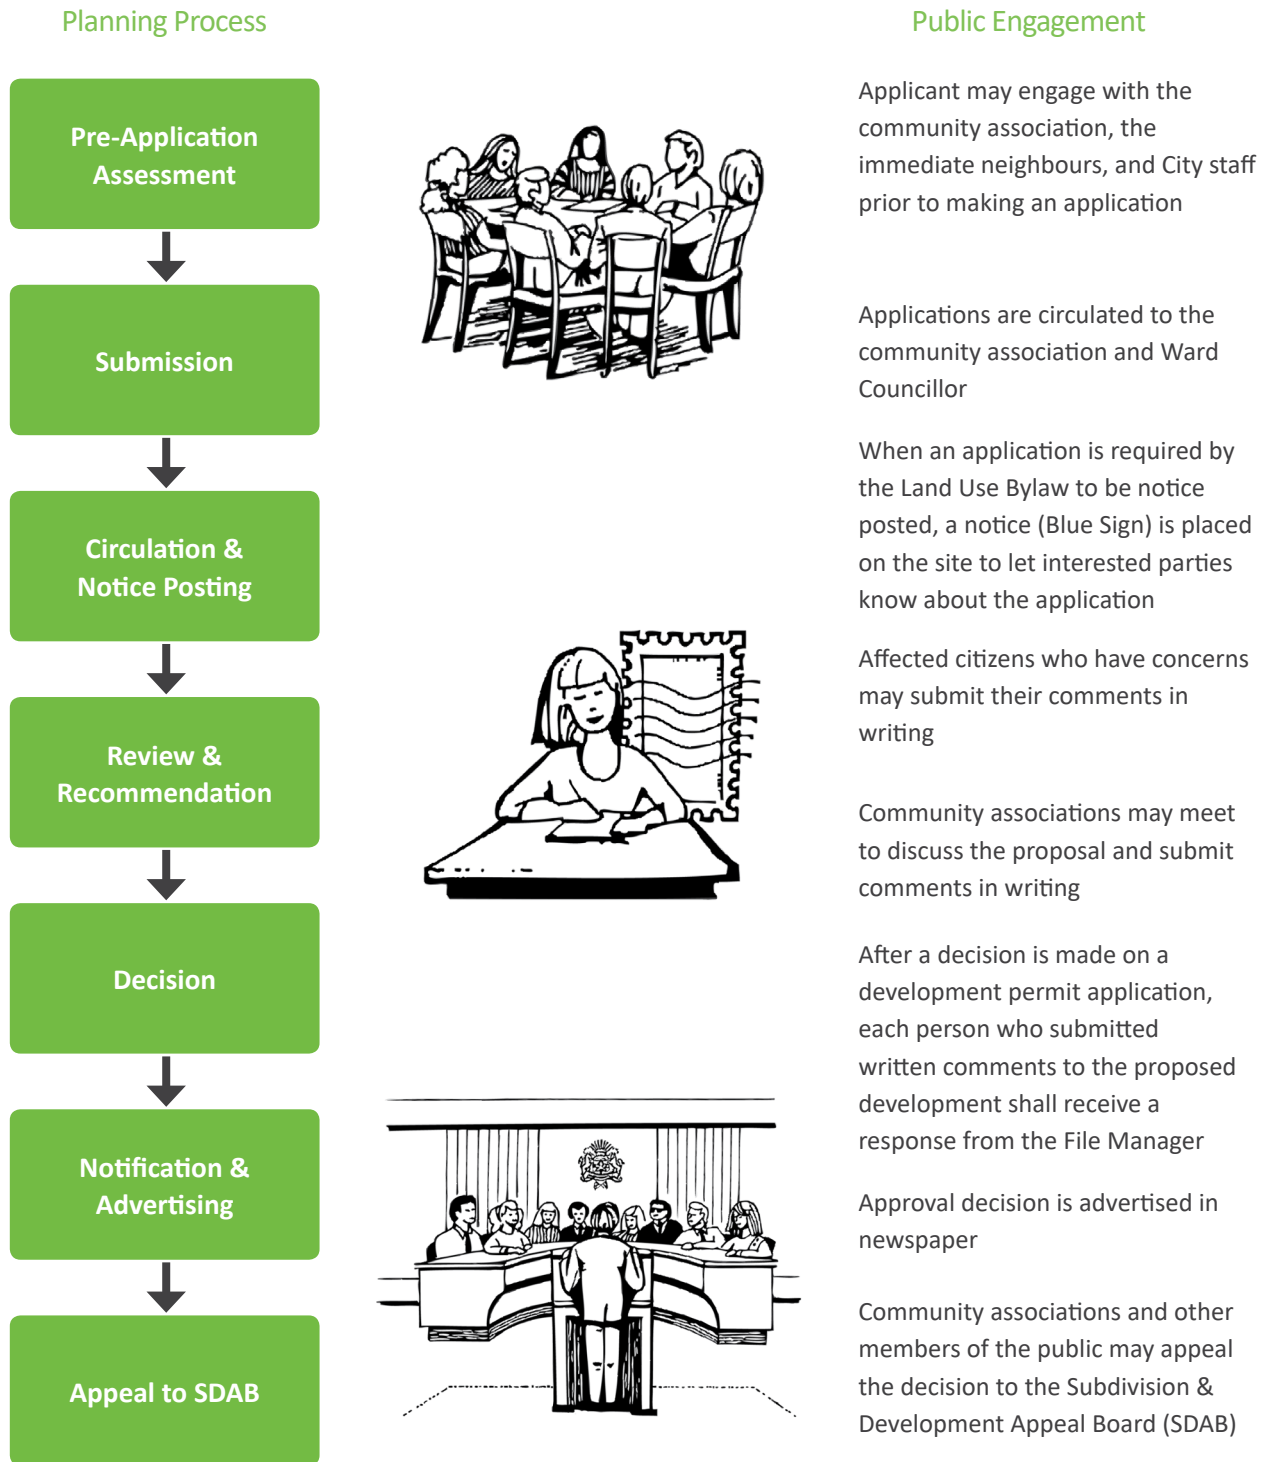 Planning Process
Public Engagement
Pre-Application
Assessment
Applicant may engage with the
community association, the
immediate neighbours, and City staff
prior to making an application
Submission
Applications are circulated to the
community association and Ward
Councillor
Circulation &
Notice Posting
When an application is required by
the Land Use Bylaw to be notice
posted, a notice (Blue Sign) is placed
on the site to let interested parties
know about the application
Review &
Recommendation
Affected citizens who have concerns
may submit their comments in
writing
Community associations may meet
to discuss the proposal and submit
comments in writing
Decision
After a decision is made on a
development permit application,
each person who submitted
written comments to the proposed
development shall receive a
response from the File Manager
Notification &
Advertising
Approval decision is advertised in
newspaper
Appeal to SDAB
Community associations and other
members of the public may appeal
the decision to the Subdivision &
Development Appeal Board (SDAB)